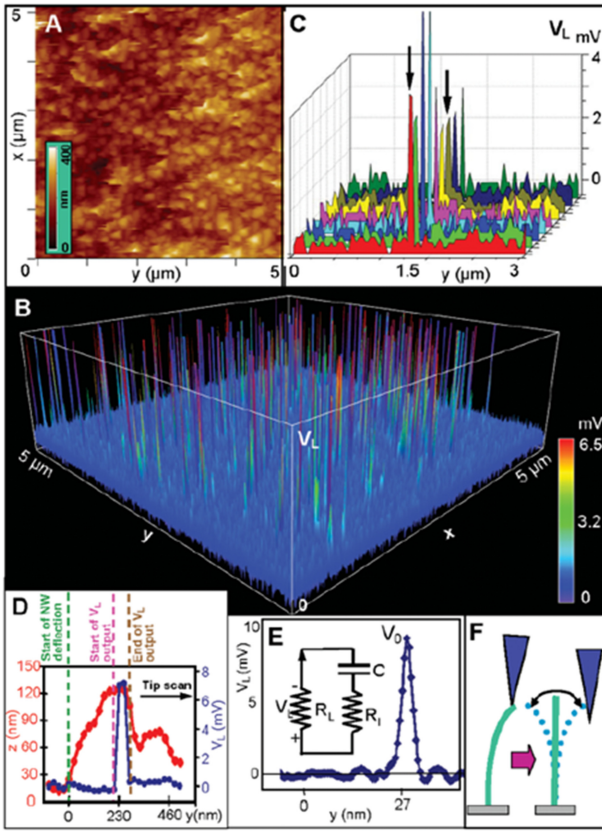 A
5
x (µm)
400
nm
0
0
0
y (µm)
5
C
V_L mV
4
2
0
0
1.5
y (µm)
3
B
V_L
5 µm
y
0
x
5 µm
mV
6.5
3.2
0
D
Start of NW
deflection
Start of V_L
output
End of V_L
output
Tip scan
z (nm)
150
120
90
60
30
0
V_L (mV)
8
6
4
2
0
0
230
460
y(nm)
E
V_L (mV)
10
5
0
V_0
C
V
R_L
R_I
-
+
0
27
y (nm)
F